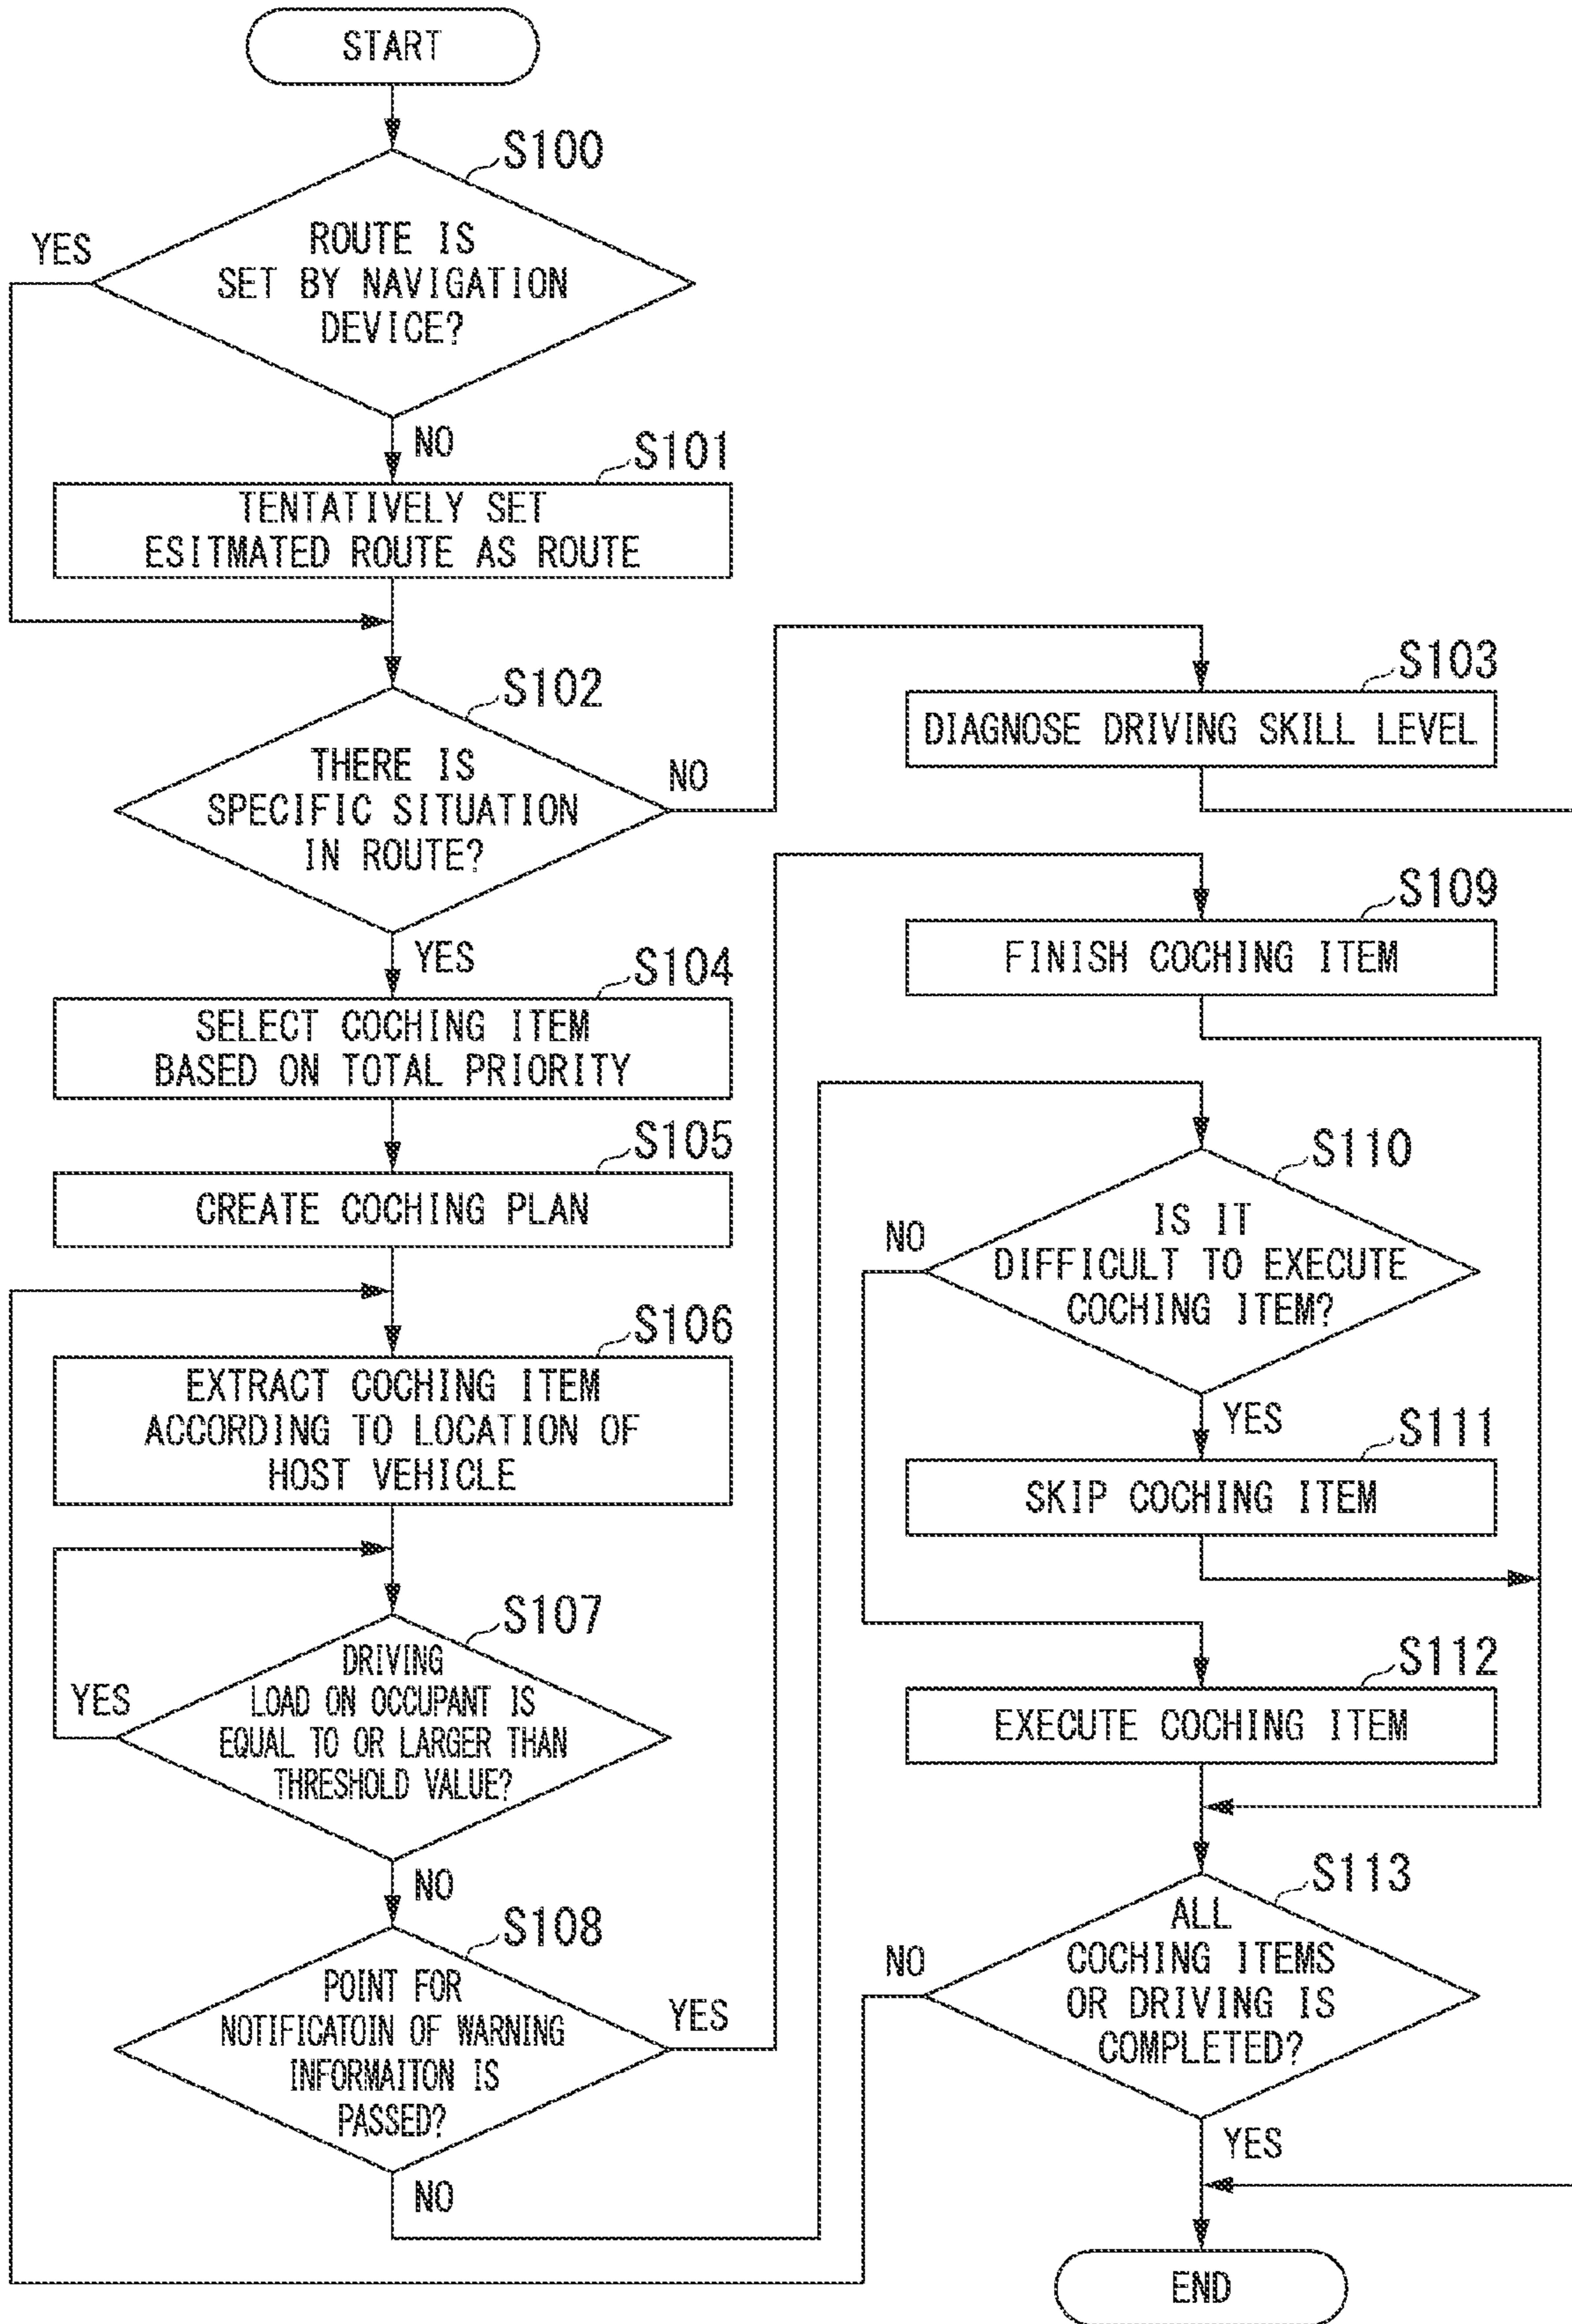 START
S100
YES
ROUTE IS
SET BY NAVIGATION
DEVICE?
NO
S101
TENTATIVELY SET
ESITMATED ROUTE AS ROUTE
S102
THERE IS
SPECIFIC SITUATION
IN ROUTE?
NO
YES
S103
DIAGNOSE DRIVING SKILL LEVEL
S104
SELECT COCHING ITEM
BASED ON TOTAL PRIORITY
S105
CREATE COCHING PLAN
S106
EXTRACT COCHING ITEM
ACCORDING TO LOCATION OF
HOST VEHICLE
S107
YES
DRIVING
LOAD ON OCCUPANT IS
EQUAL TO OR LARGER THAN
THRESHOLD VALUE?
NO
S108
POINT FOR
NOTIFICATOIN OF WARNING
INFORMAITON IS
PASSED?
YES
NO
S109
FINISH COCHING ITEM
S110
NO
IS IT
DIFFICULT TO EXECUTE
COCHING ITEM?
YES
S111
SKIP COCHING ITEM
S112
EXECUTE COCHING ITEM
S113
NO
ALL
COCHING ITEMS
OR DRIVING IS
COMPLETED?
YES
END